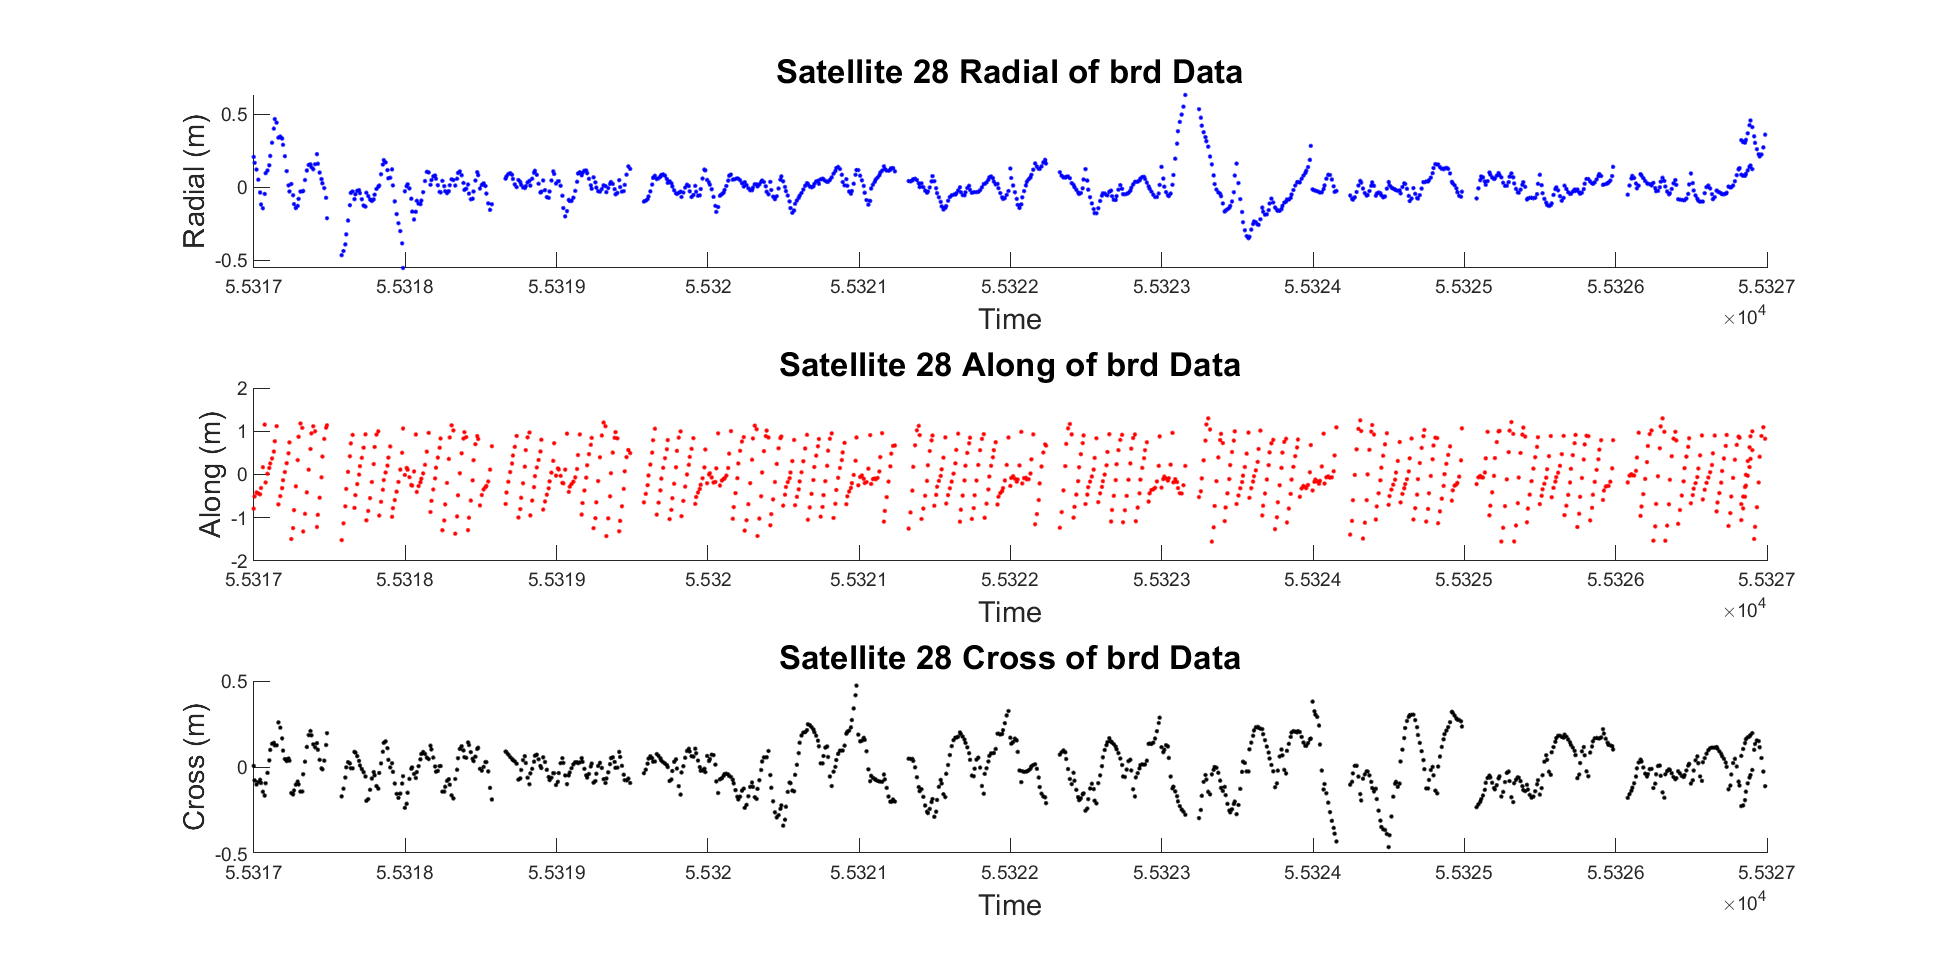 Satellite 28 Radial of brd Data
Radial (m)
0.5
0
-0.5
5.5317 5.5318 5.5319 5.532 5.5321 5.5322 5.5323 5.5324 5.5325 5.5326 5.5327
Time
×10^4
Satellite 28 Along of brd Data
Along (m)
2
1
0
-1
-2
5.5317 5.5318 5.5319 5.532 5.5321 5.5322 5.5323 5.5324 5.5325 5.5326 5.5327
Time
×10^4
Satellite 28 Cross of brd Data
Cross (m)
0.5
0
-0.5
5.5317 5.5318 5.5319 5.532 5.5321 5.5322 5.5323 5.5324 5.5325 5.5326 5.5327
Time
×10^4